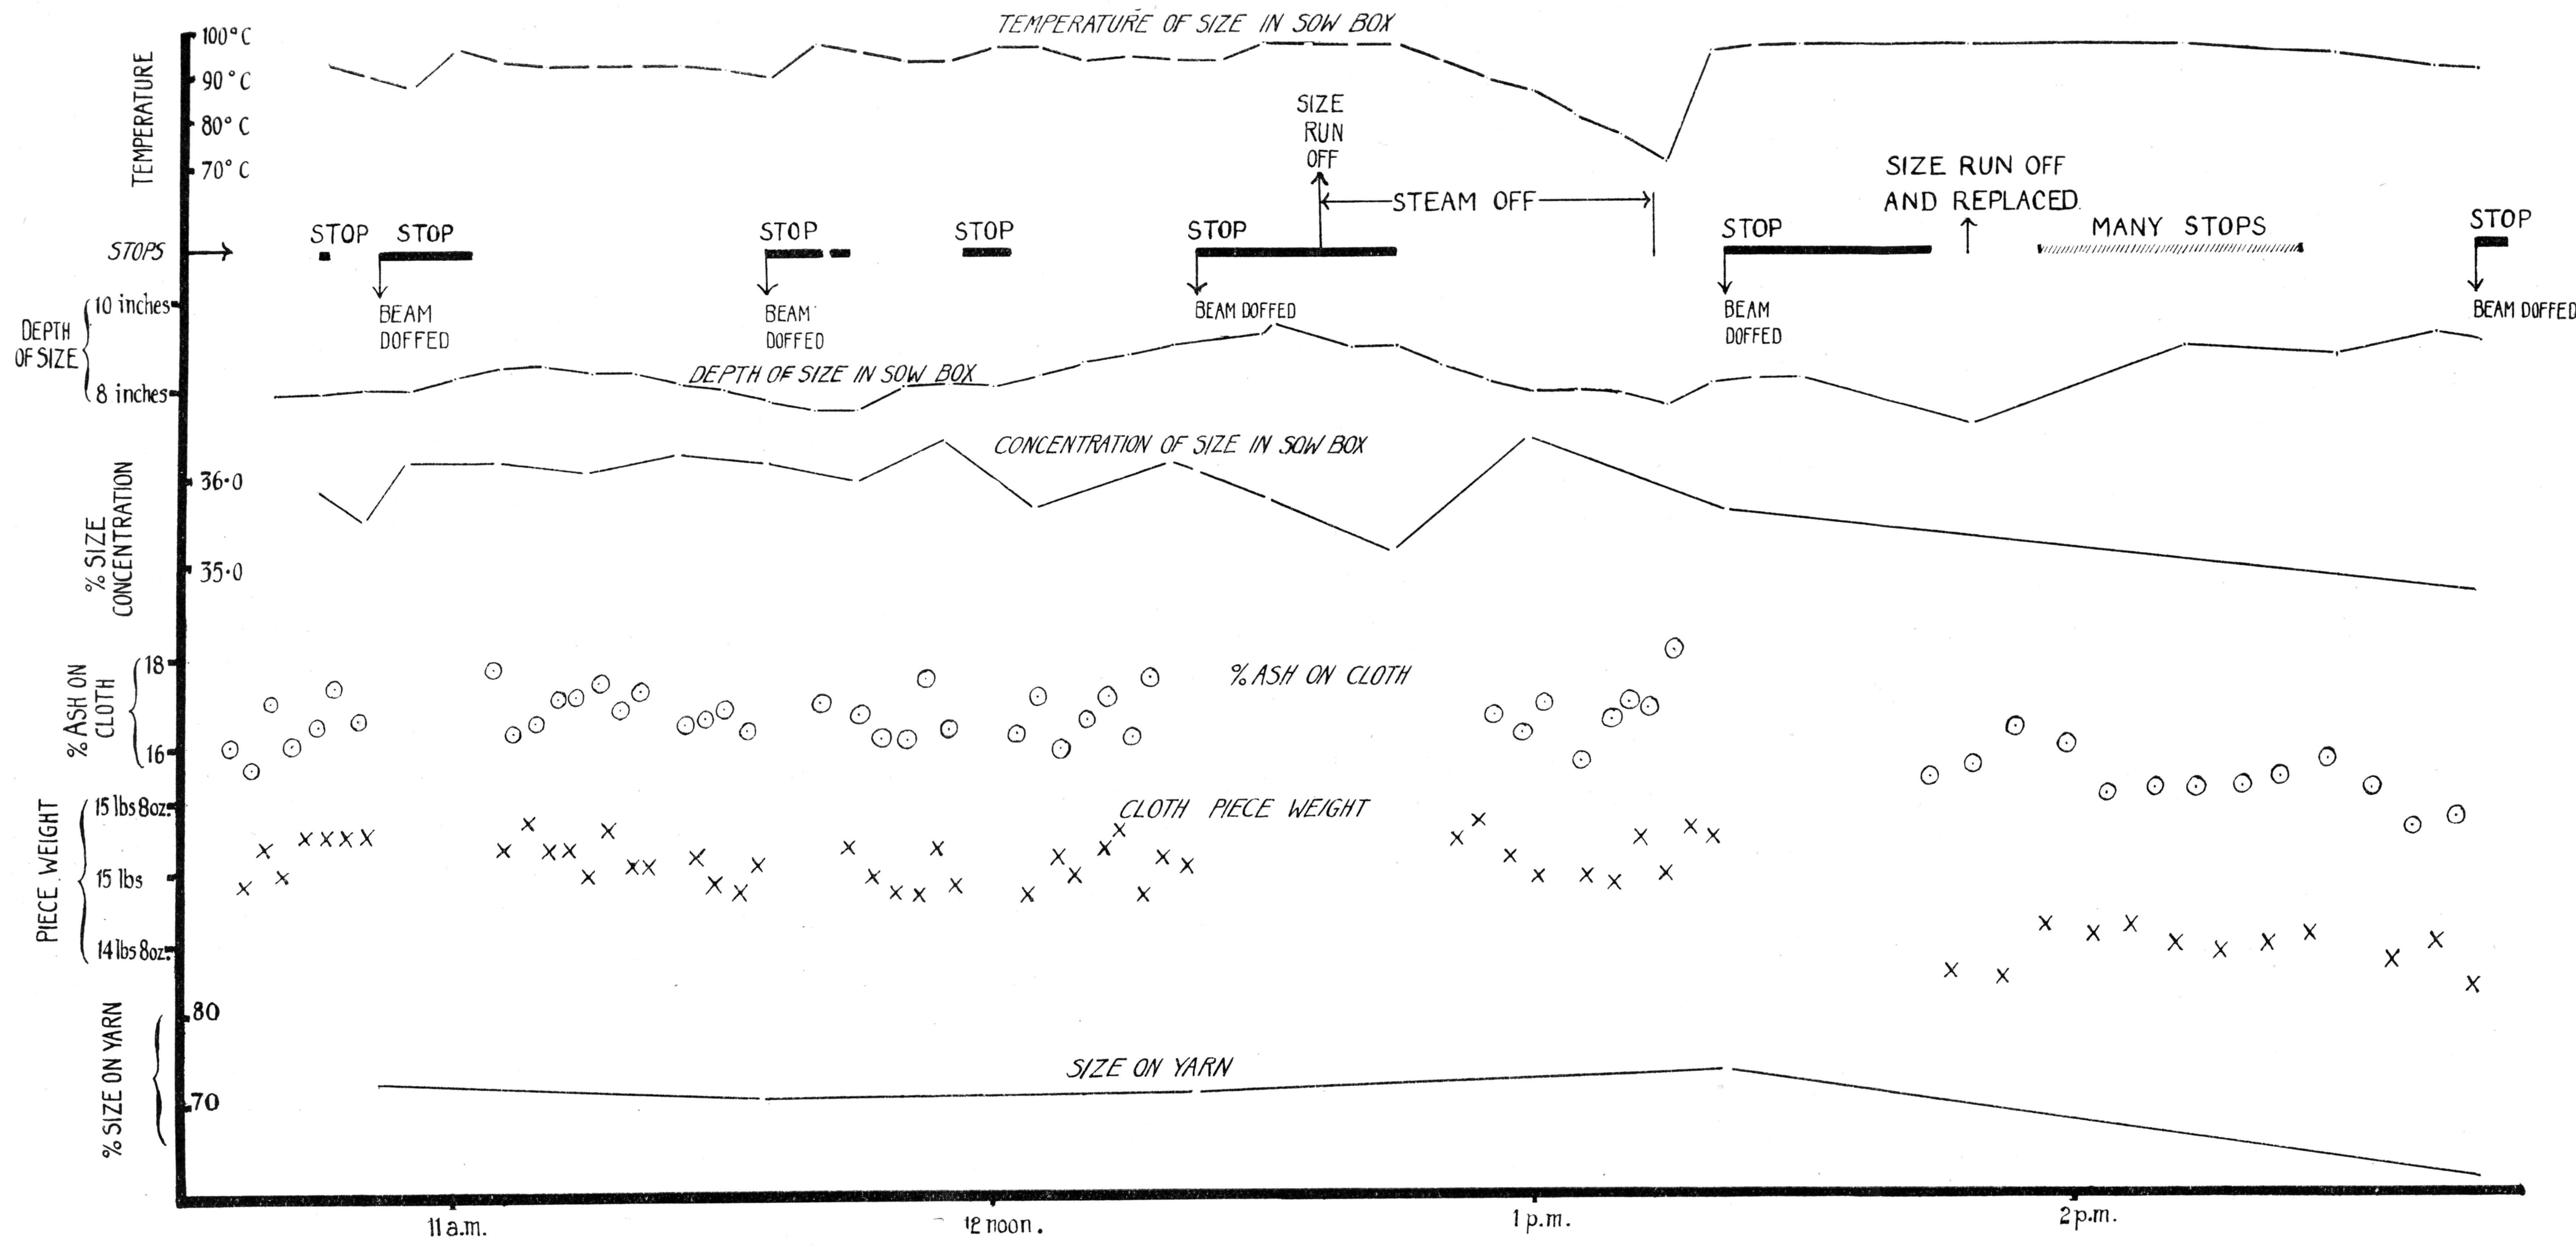 TEMPERATURE OF SIZE IN SOW BOX
TEMPERATURE
100°C
90°C
80°C
70°C
SIZE
RUN
OFF
STEAM OFF
SIZE RUN OFF
AND REPLACED.
STOPS
STOP
STOP
STOP
STOP
STOP
STOP
MANY STOPS
STOP
BEAM
DOFFED
BEAM
DOFFED
BEAM DOFFED
BEAM
DOFFED
BEAM DOFFED
DEPTH
OF SIZE
10 inches
8 inches
DEPTH OF SIZE IN SOW BOX
CONCENTRATION OF SIZE IN SOW BOX
% SIZE
CONCENTRATION
36·0
35·0
% ASH ON
CLOTH
18
16
% ASH ON CLOTH
PIECE WEIGHT
15 lbs 8oz.
15 lbs
14 lbs 8oz.
CLOTH PIECE WEIGHT
% SIZE ON YARN
80
70
SIZE ON YARN
11 a.m.
12 noon.
1 p.m.
2 p.m.